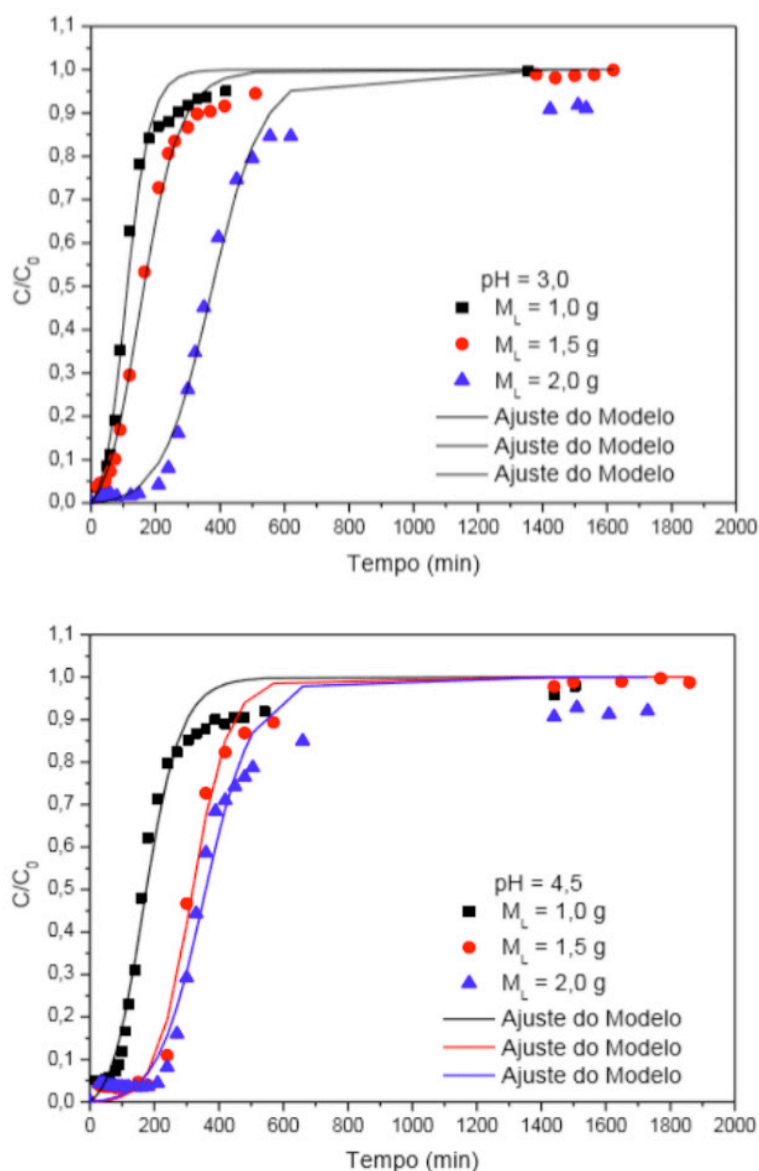 1,1
1,0
0,9
0,8
0,7
0,6
0,5
0,4
0,3
0,2
0,1
0,0
C/C0
pH = 3,0
ML = 1,0 g
ML = 1,5 g
ML = 2,0 g
Ajuste do Modelo
Ajuste do Modelo
Ajuste do Modelo
0 200 400 600 800 1000 1200 1400 1600 1800 2000
Tempo (min)
1,1
1,0
0,9
0,8
0,7
0,6
0,5
0,4
0,3
0,2
0,1
0,0
C/C0
pH = 4,5
ML = 1,0 g
ML = 1,5 g
ML = 2,0 g
Ajuste do Modelo
Ajuste do Modelo
Ajuste do Modelo
0 200 400 600 800 1000 1200 1400 1600 1800 2000
Tempo (min)